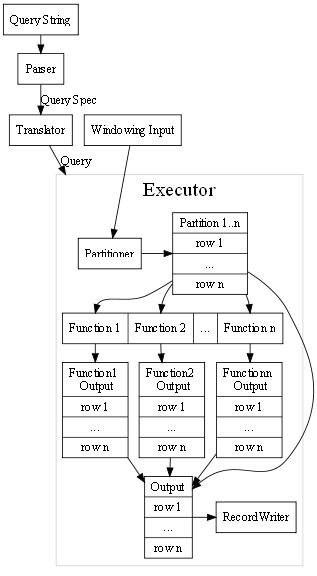 Query String
Parser
Query Spec
Translator
Windowing Input
Query
Executor
Partition 1..n
Partitioner
row 1
...
row n
Function 1
Function 2
...
Function n
Function1
Output
row 1
...
row n
Function2
Output
row 1
...
row n
Functionn
Output
row 1
...
row n
Output
row 1
...
row n
RecordWriter